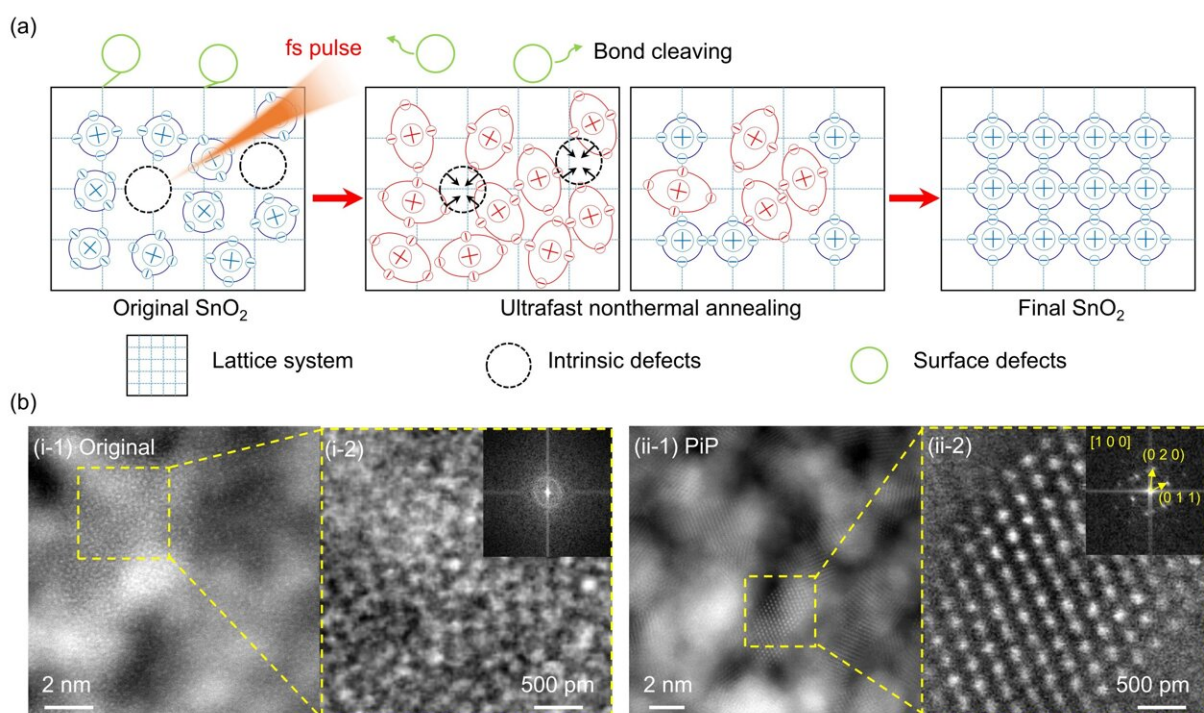 (a)
fs pulse
Bond cleaving
Original SnO₂
Ultrafast nonthermal annealing
Final SnO₂
Lattice system
Intrinsic defects
Surface defects
(b)
(i-1) Original
(i-2)
(ii-1) PiP
(ii-2)
[1 0 0]
(0 2 0)
(0 1 1)
2 nm
500 pm
2 nm
500 pm